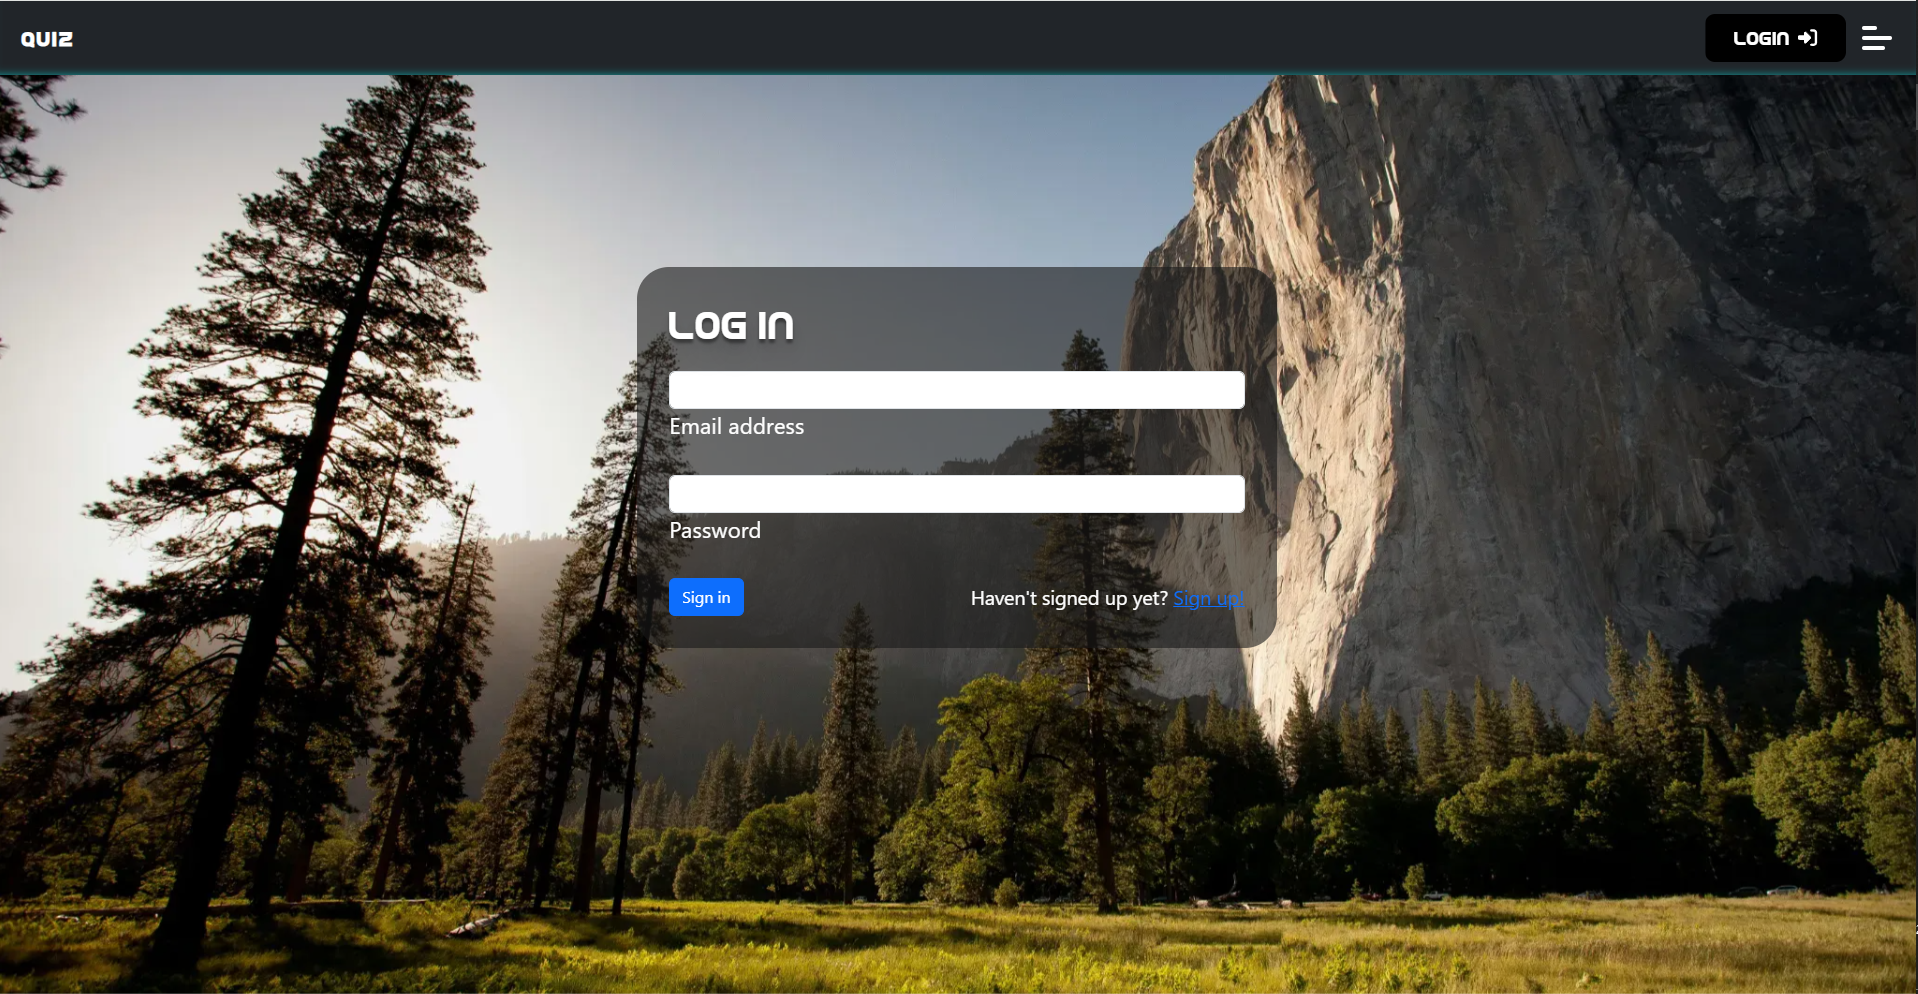 QUIZ
LOGIN
LOG IN
Email address
Password
Sign in
Haven't signed up yet? Sign up!